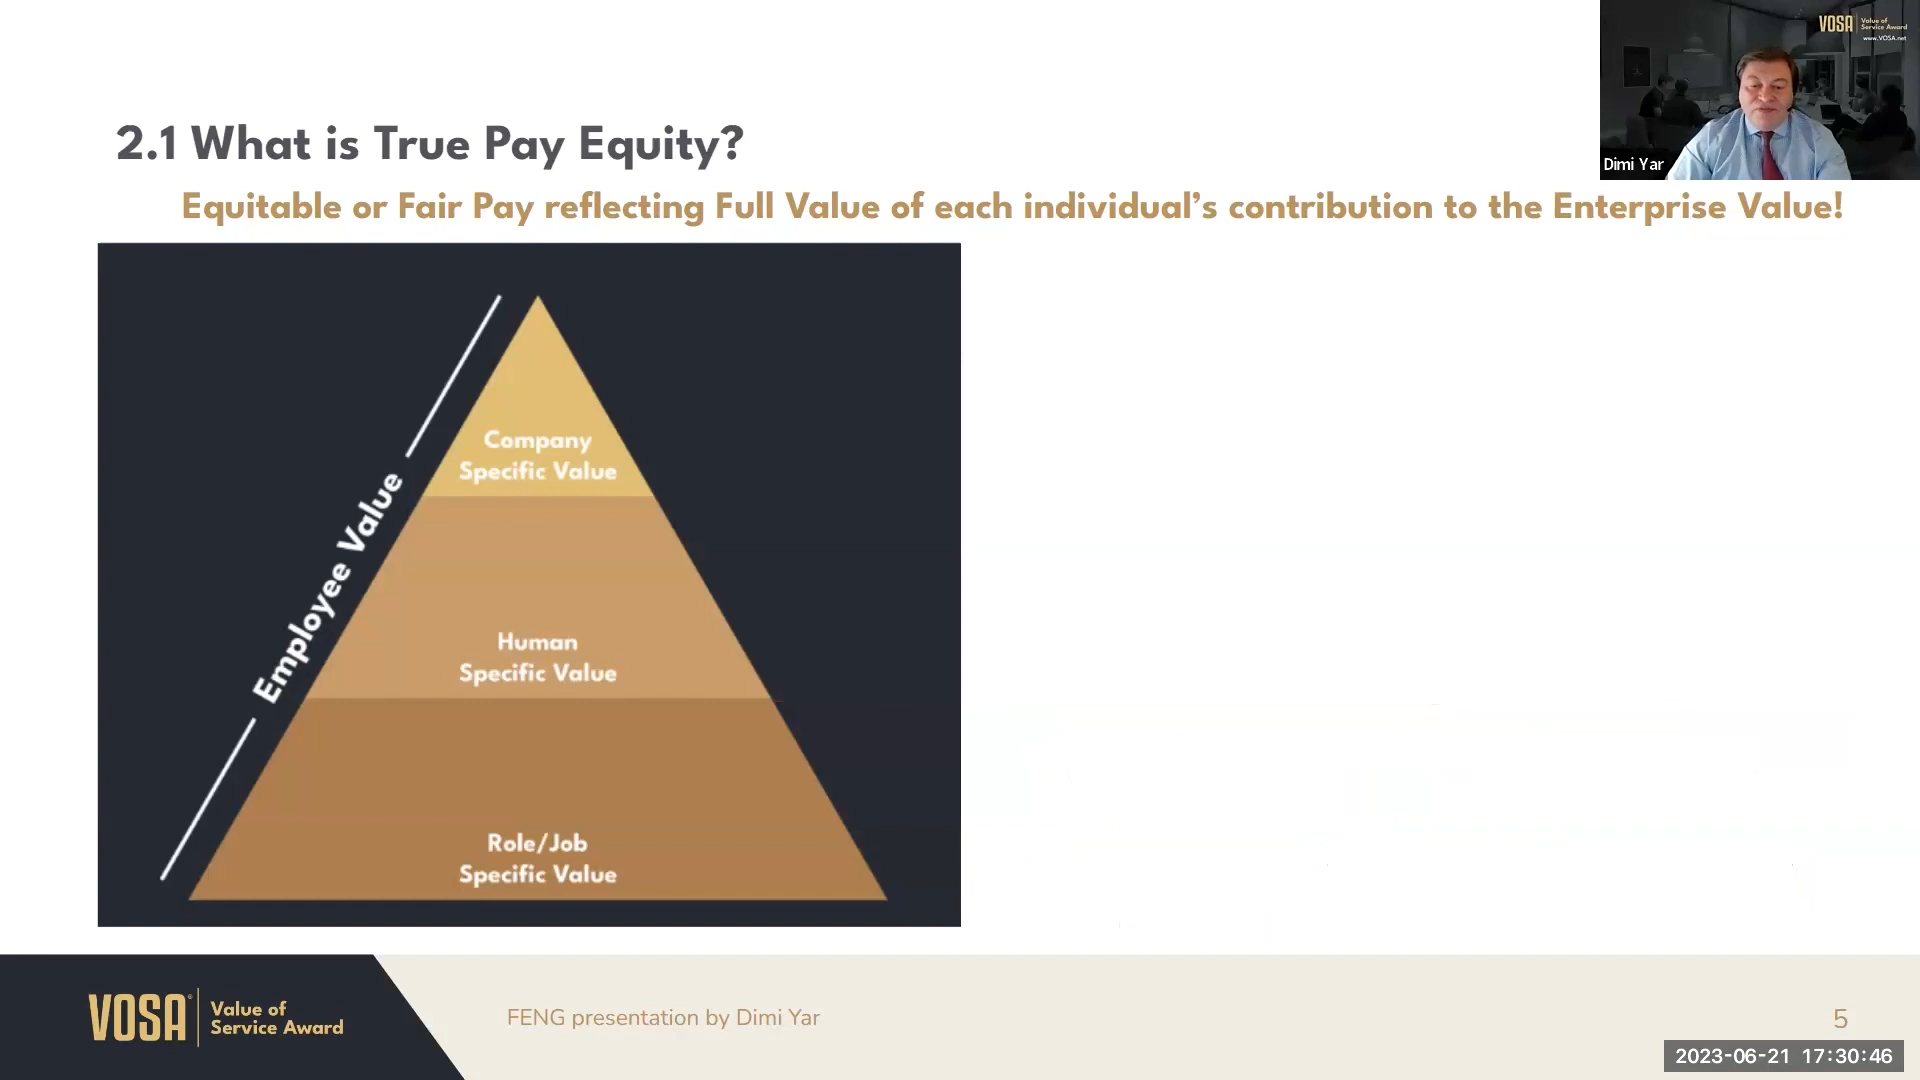 VOSA Value of
Service Award
www.VOSA.net
Dimi Yar
2.1 What is True Pay Equity?
Equitable or Fair Pay reflecting Full Value of each individual’s contribution to the Enterprise Value!
Employee Value
Company
Specific Value
Human
Specific Value
Role/Job
Specific Value
VOSA® Value of
Service Award
FENG presentation by Dimi Yar
5
2023-06-21 17:30:46